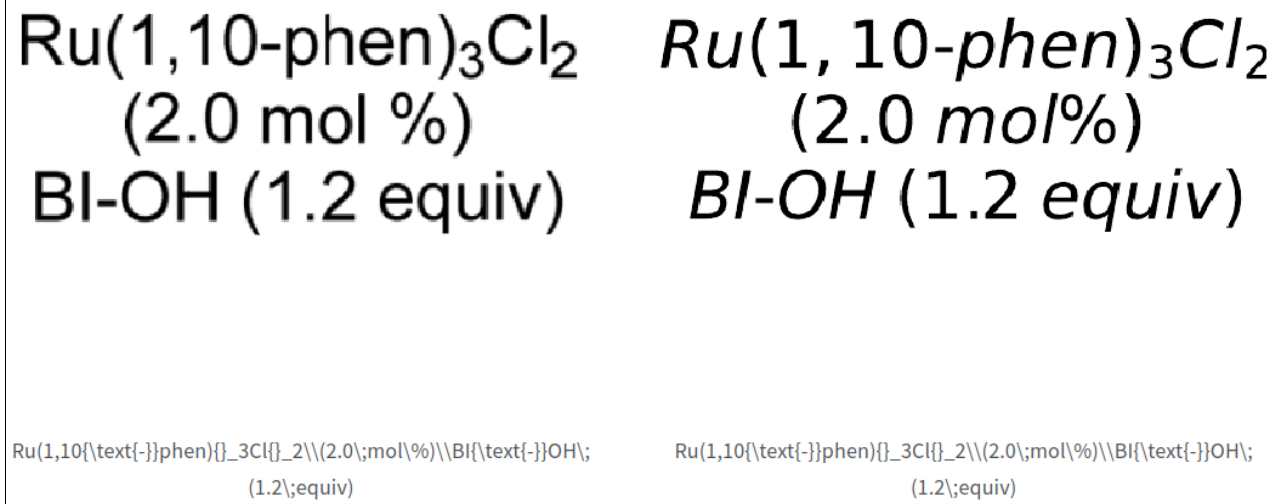 Ru(1,10-phen)₃Cl₂
(2.0 mol %)
BI-OH (1.2 equiv)
Ru(1,10{\text{-}}phen){}_3Cl{}_2\\(2.0\;mol\%)\\BI{\text{-}}OH\;
(1.2\;equiv)
Ru(1, 10-phen)₃Cl₂
(2.0 mol%)
BI-OH (1.2 equiv)
Ru(1,10{\text{-}}phen){}_3Cl{}_2\\(2.0\;mol\%)\\BI{\text{-}}OH\;
(1.2\;equiv)